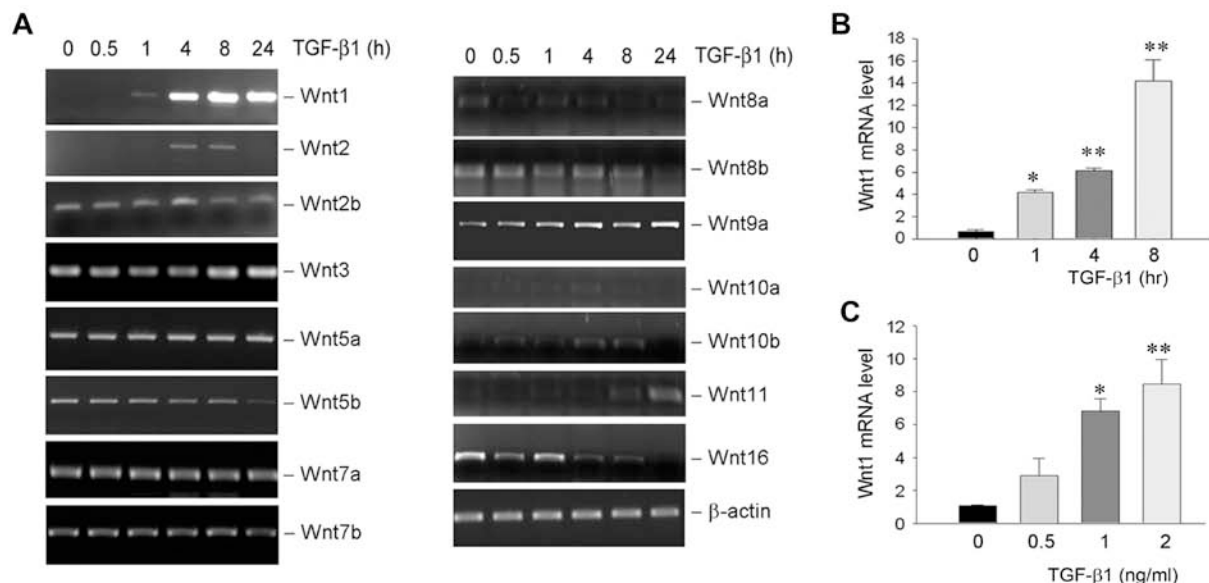 A
0 0.5 1 4 8 24 TGF-β1 (h)
– Wnt1
– Wnt2
– Wnt2b
– Wnt3
– Wnt5a
– Wnt5b
– Wnt7a
– Wnt7b
0 0.5 1 4 8 24 TGF-β1 (h)
– Wnt8a
– Wnt8b
– Wnt9a
– Wnt10a
– Wnt10b
– Wnt11
– Wnt16
– β-actin
B
Wnt1 mRNA level
16
14
12
10
8
6
4
2
0
*
**
**
0 1 4 8
TGF-β1 (hr)
C
Wnt1 mRNA level
12
10
8
6
4
2
0
*
**
0 0.5 1 2
TGF-β1 (ng/ml)